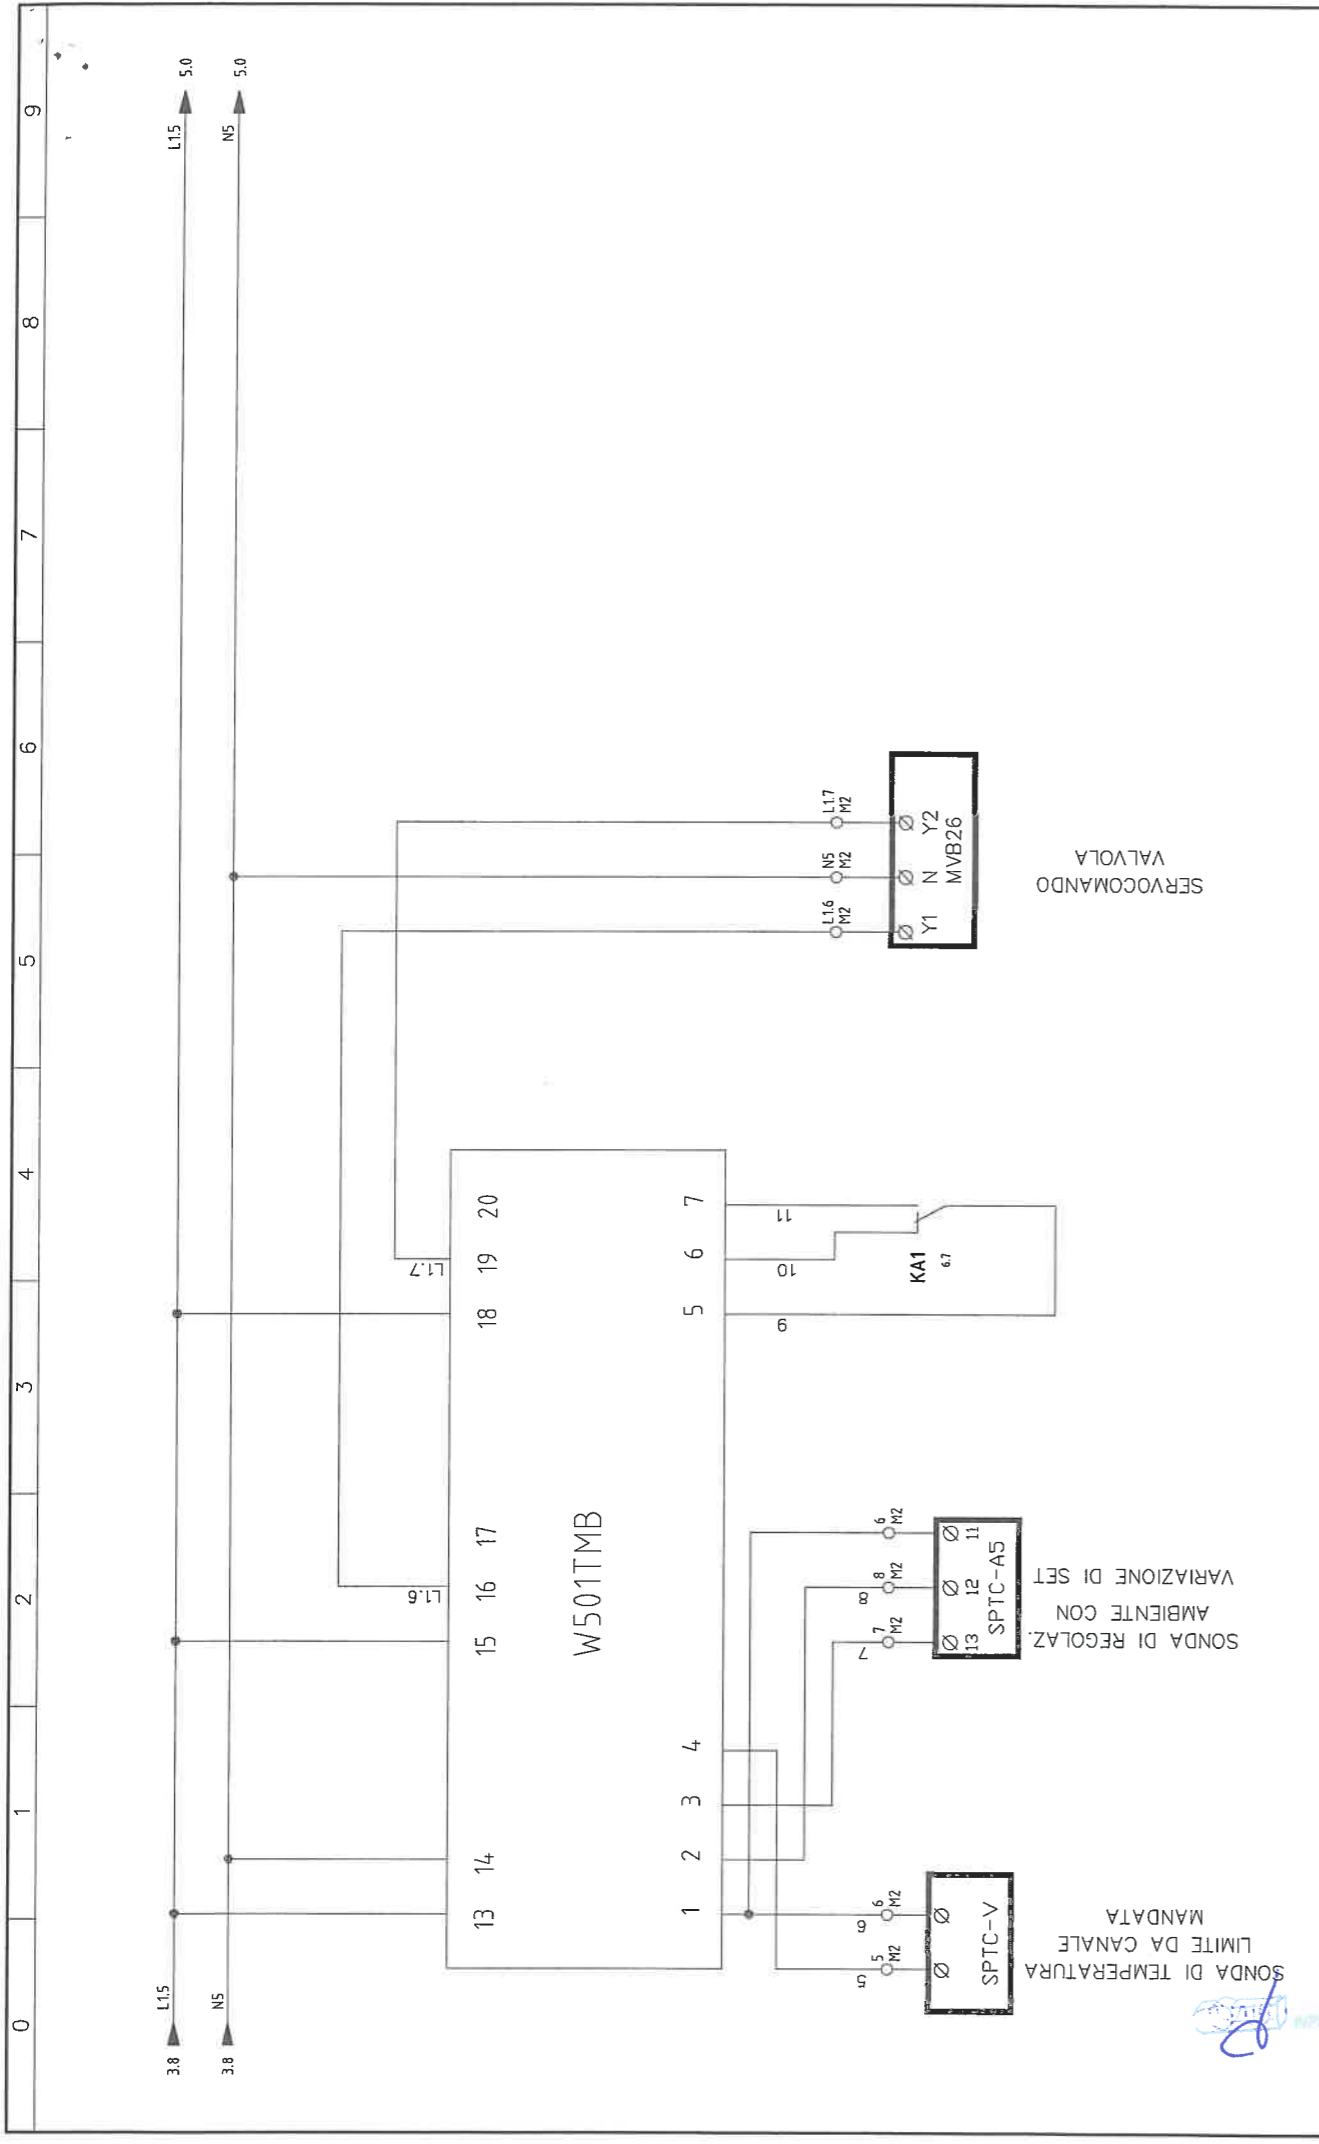 0 1 2 3 4 5 6 7 8 9
3.8 L1.5 L1.5 5.0
3.8 N5 N5 5.0
L1.6 L1.7
13 14 15 16 17 18 19 20
W501TMB
1 2 3 4 5 6 7
9 10 11
KA1
6.7
5 6 7 8
5 M2
6 M2
7 M2
8 M2
6 M2
L1.6 M2
N5 M2
L1.7 M2
SPTC-V
13 12 11
SPTC-A5
Y1 N Y2
MVB26
SONDA DI TEMPERATURA
LIMITE DA CANALE
MANDATA
SONDA DI REGOLAZ.
AMBIENTE CON
VARIAZIONE DI SET
SERVOCOMANDO
VALVOLA